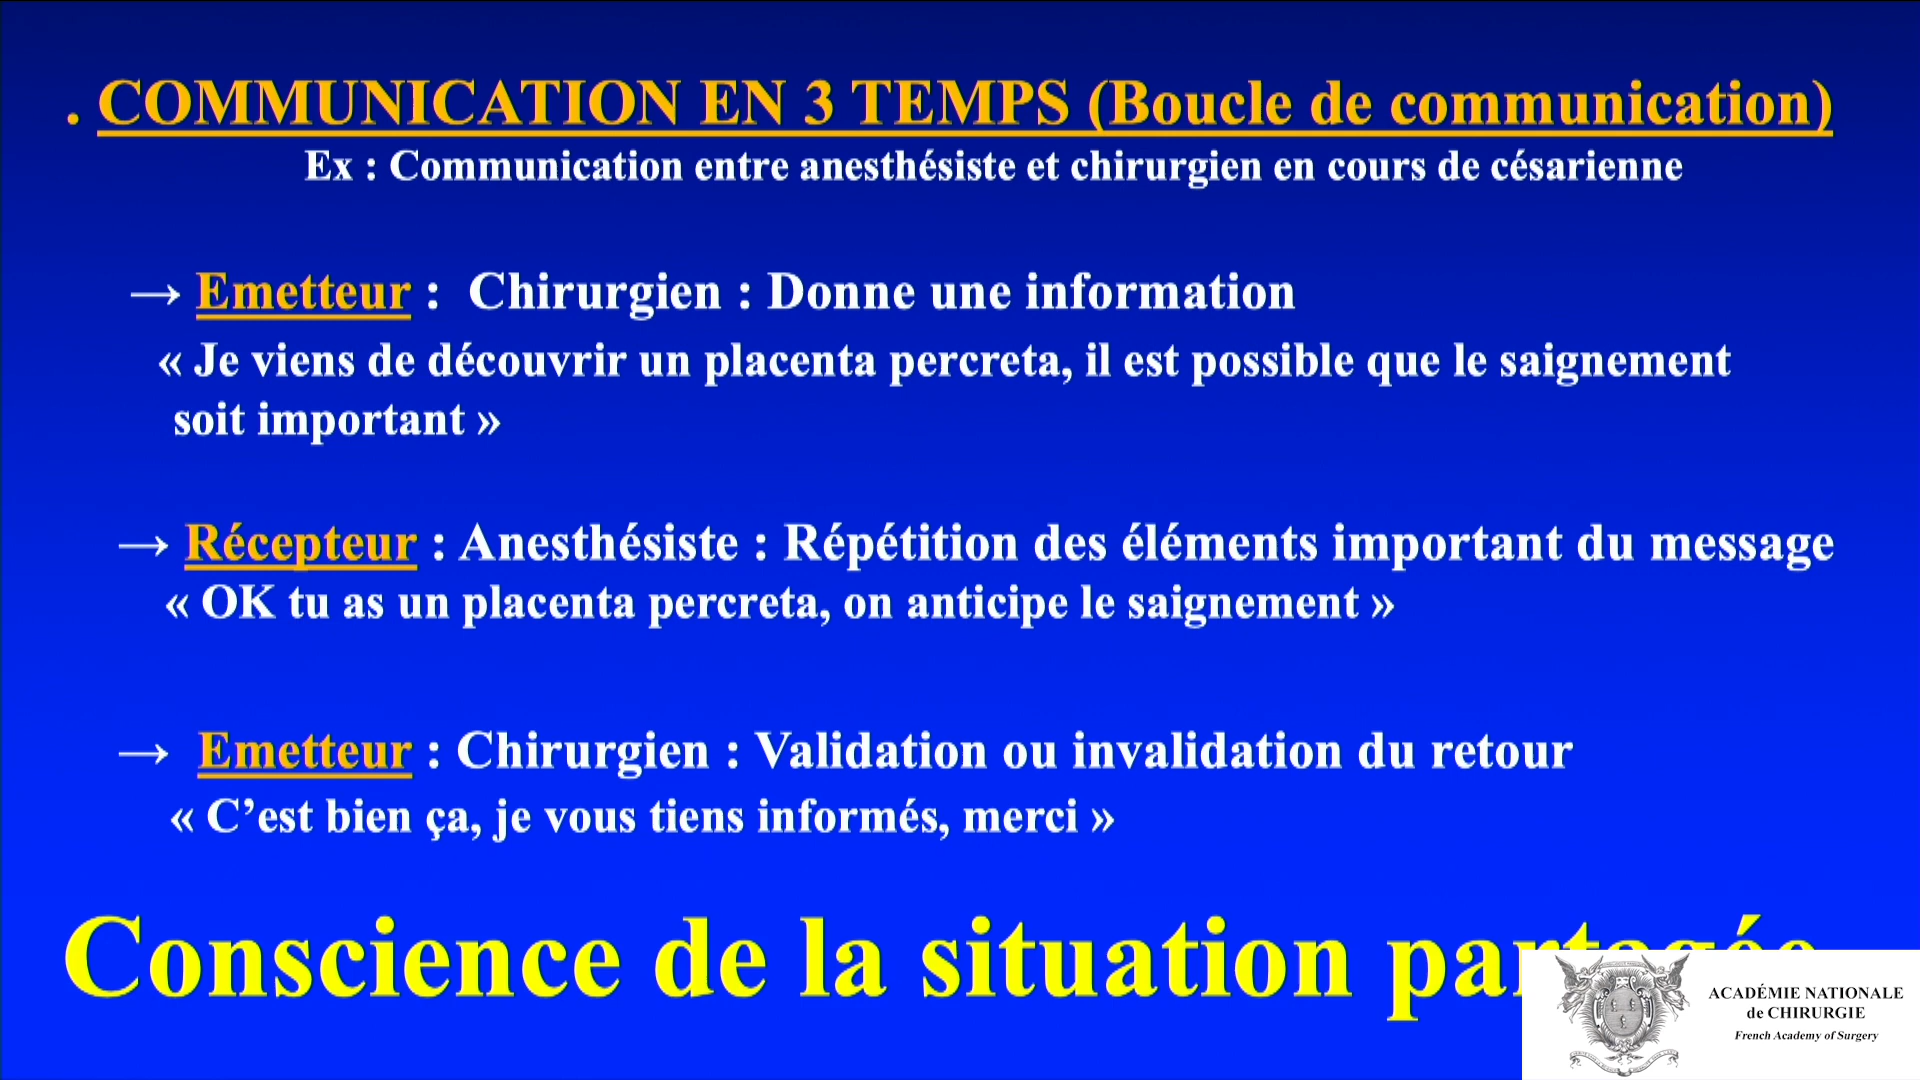 . COMMUNICATION EN 3 TEMPS (Boucle de communication)
Ex : Communication entre anesthésiste et chirurgien en cours de césarienne
→ Emetteur : Chirurgien : Donne une information
« Je viens de découvrir un placenta percreta, il est possible que le saignement
soit important »
→ Récepteur : Anesthésiste : Répétition des éléments important du message
« OK tu as un placenta percreta, on anticipe le saignement »
→ Emetteur : Chirurgien : Validation ou invalidation du retour
« C’est bien ça, je vous tiens informés, merci »
Conscience de la situation partagée
ACADÉMIE NATIONALE
de CHIRURGIE
French Academy of Surgery